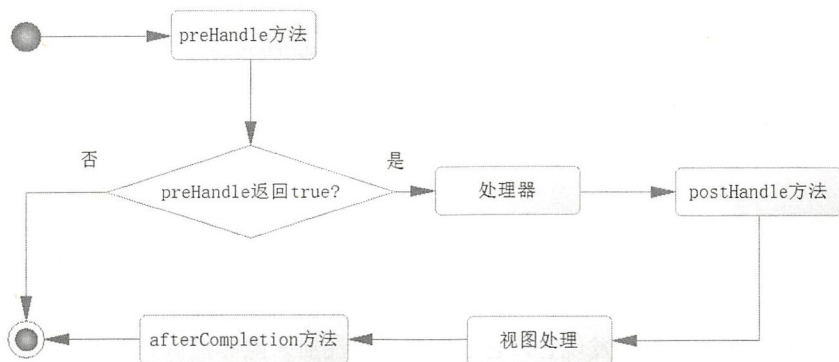 preHandle方法
否
是
preHandle返回true?
处理器
postHandle方法
afterCompletion方法
视图处理